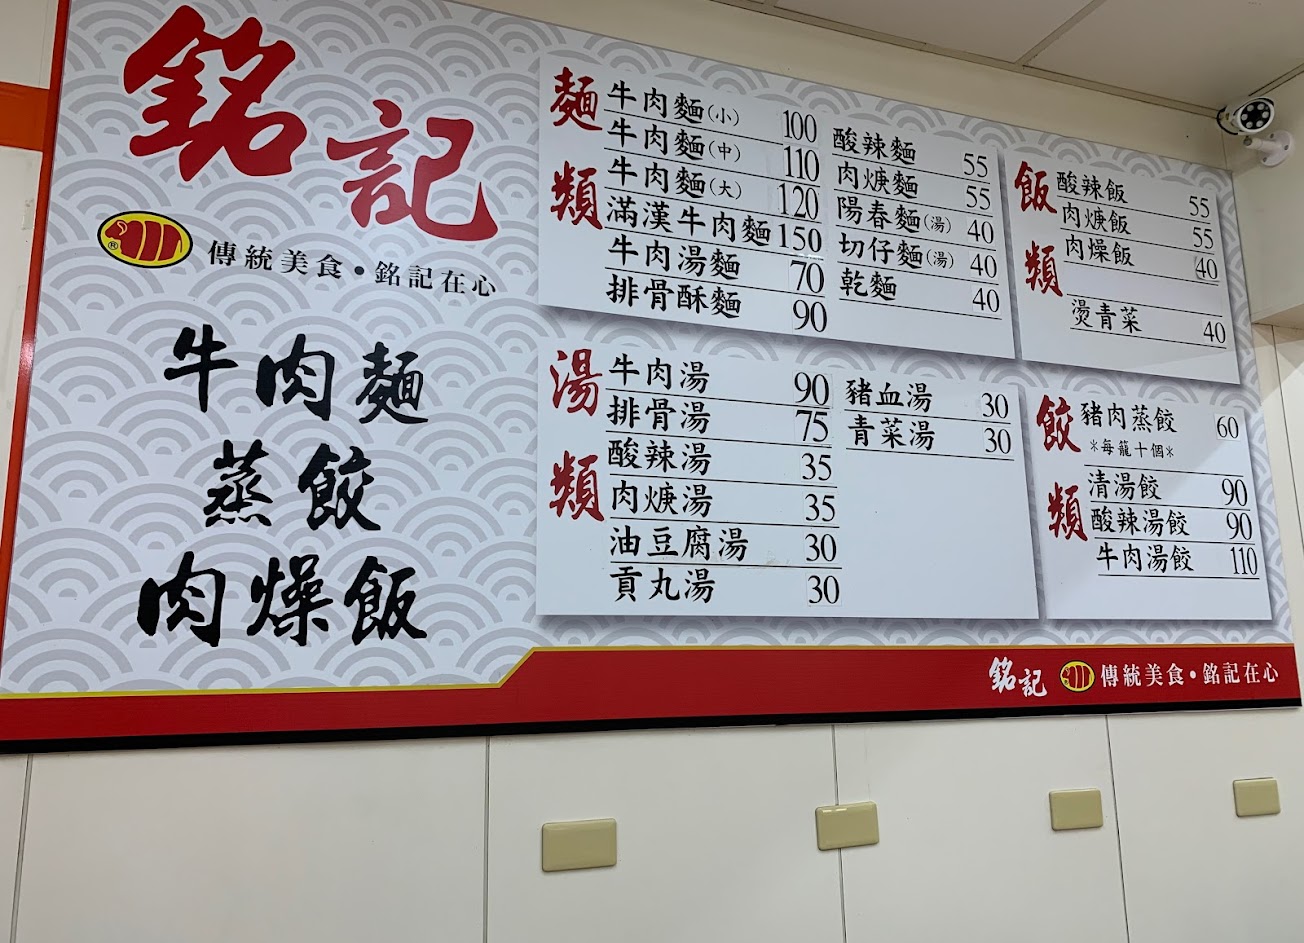 銘記
® 傳統美食•銘記在心
牛肉麵
蒸餃
肉燥飯
麵類
牛肉麵(小) 100
牛肉麵(中) 110
牛肉麵(大) 120
滿漢牛肉麵 150
牛肉湯麵 70
排骨酥麵 90
酸辣麵 55
肉焿麵 55
陽春麵(湯) 40
切仔麵(湯) 40
乾麵 40
飯類
酸辣飯 55
肉焿飯 55
肉燥飯 40
燙青菜 40
湯類
牛肉湯 90
排骨湯 75
酸辣湯 35
肉焿湯 35
油豆腐湯 30
貢丸湯 30
豬血湯 30
青菜湯 30
餃類
豬肉蒸餃 60
*每籠十個*
清湯餃 90
酸辣湯餃 90
牛肉湯餃 110
銘記 傳統美食•銘記在心